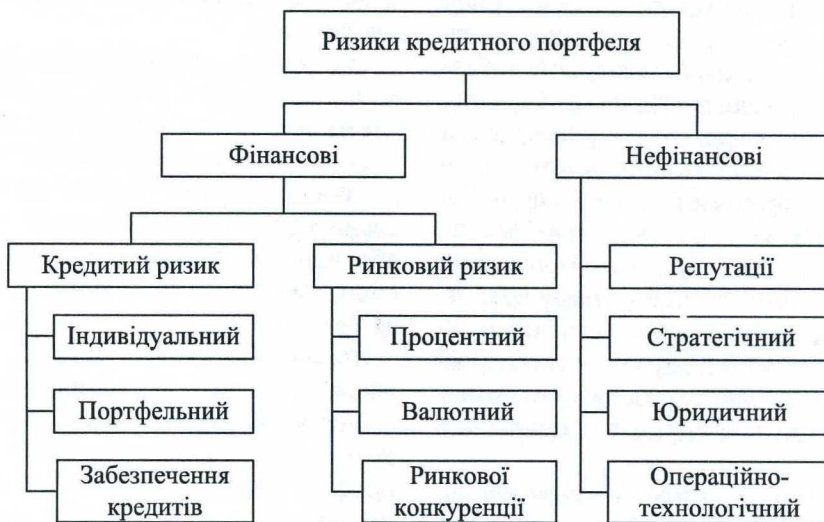 Ризики кредитного портфеля
Фінансові
Нефінансові
Кредитий ризик
Ринковий ризик
Репутації
Індивідуальний
Процентний
Стратегічний
Портфельний
Валютний
Юридичний
Забезпечення
кредитів
Ринкової
конкуренції
Операційно-
технологічний